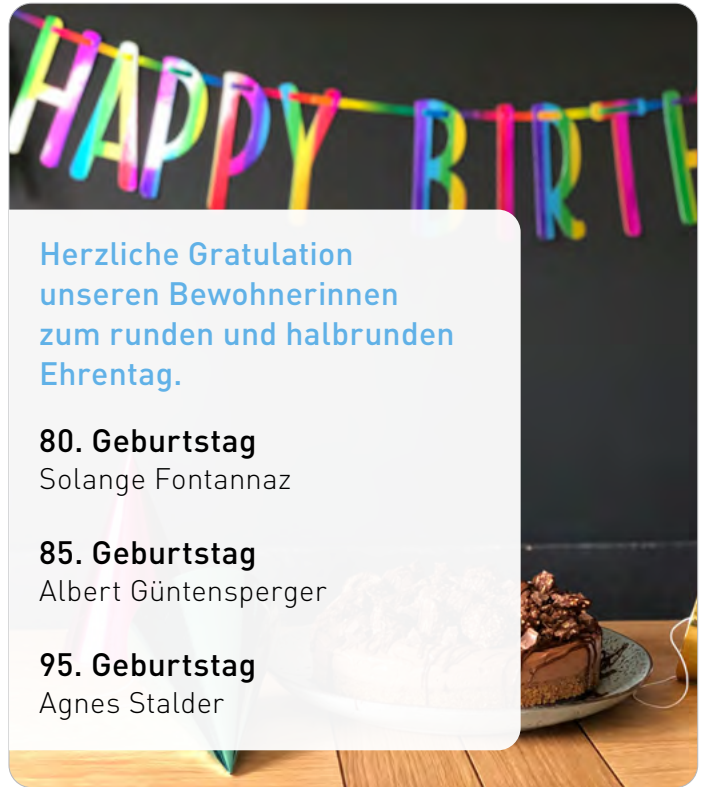 HAPPY BIRTH
Herzliche Gratulation
unseren Bewohnerinnen
zum runden und halbrunden
Ehrentag.
80. Geburtstag
Solange Fontannaz
85. Geburtstag
Albert Güntensperger
95. Geburtstag
Agnes Stalder